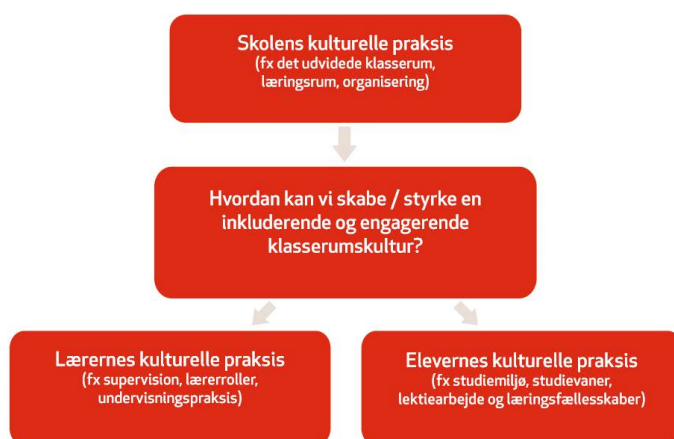 Skolens kulturelle praksis
(fx det udvidede klasserum,
læringsrum, organisering)
Hvordan kan vi skabe / styrke en
inkluderende og engagerende
klasserumskultur?
Lærernes kulturelle praksis
(fx supervision, lærerroller,
undervisningspraksis)
Elevernes kulturelle praksis
(fx studiemiljø, studievaner,
lektiearbejde og læringsfællesskaber)